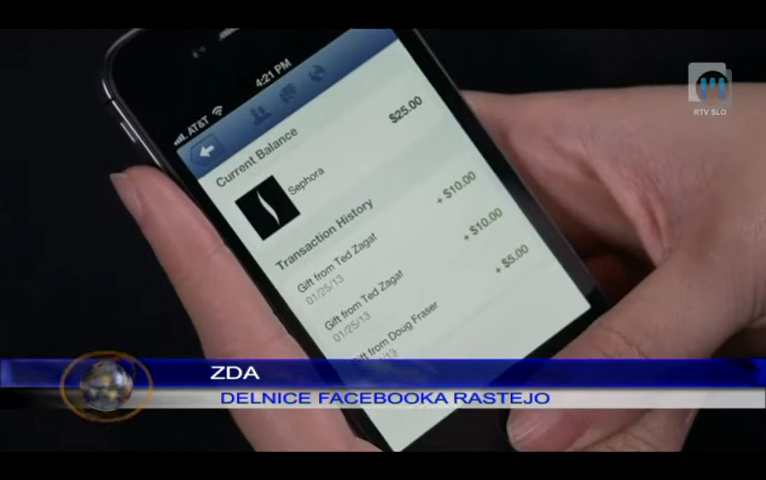 RTV SLO
4:21 PM
AT&T
Current Balance
$25.00
Sephora
Transaction History
Gift from Ted Zagat + $10.00
01/25/13
Gift from Ted Zagat + $10.00
01/25/13
Gift from Doug Fraser + $5.00
ZDA
DELNICE FACEBOOKA RASTEJO